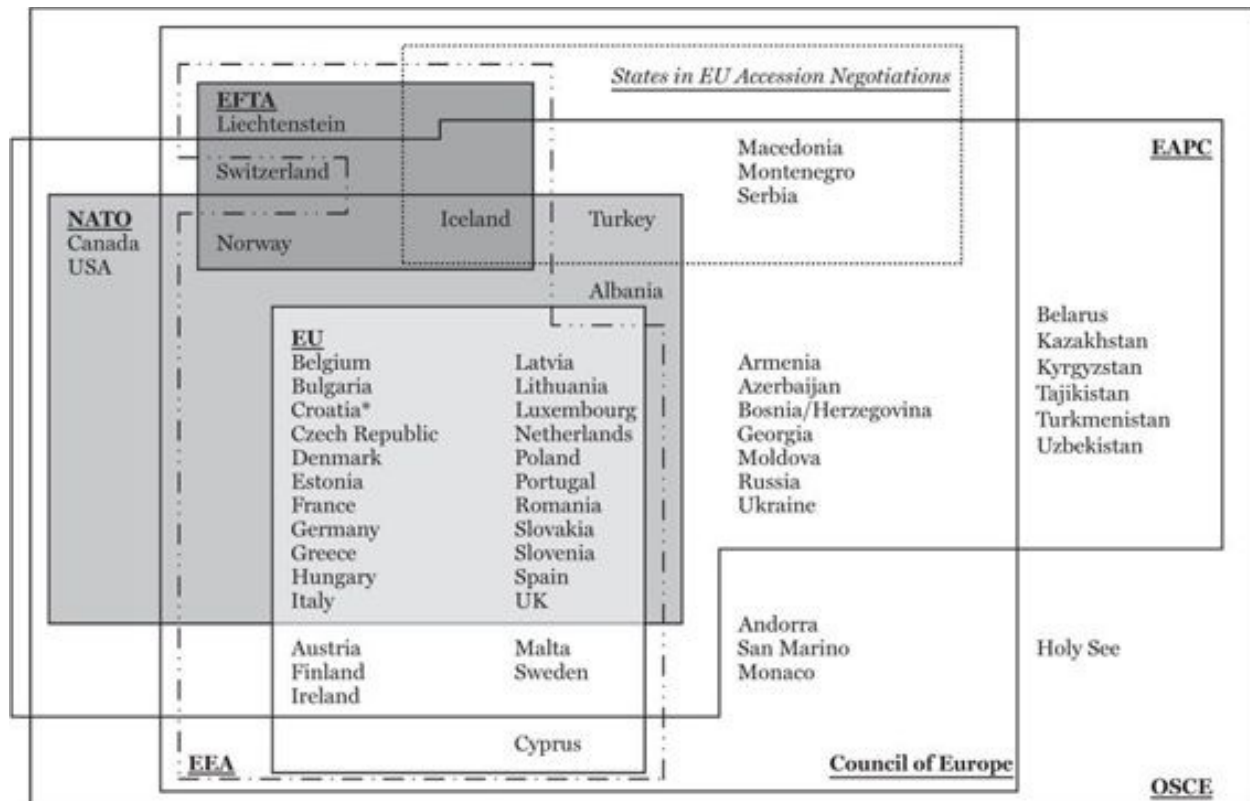 States in EU Accession Negotiations
EFTA
Liechtenstein
Switzerland
Macedonia
Montenegro
Serbia
EAPC
NATO
Canada
USA
Norway
Iceland
Turkey
Albania
EU
Belgium
Bulgaria
Croatia*
Czech Republic
Denmark
Estonia
France
Germany
Greece
Hungary
Italy
Latvia
Lithuania
Luxembourg
Netherlands
Poland
Portugal
Romania
Slovakia
Slovenia
Spain
UK
Armenia
Azerbaijan
Bosnia/Herzegovina
Georgia
Moldova
Russia
Ukraine
Belarus
Kazakhstan
Kyrgyzstan
Tajikistan
Turkmenistan
Uzbekistan
Austria
Finland
Ireland
Malta
Sweden
Andorra
San Marino
Monaco
Holy See
Cyprus
EEA
Council of Europe
OSCE